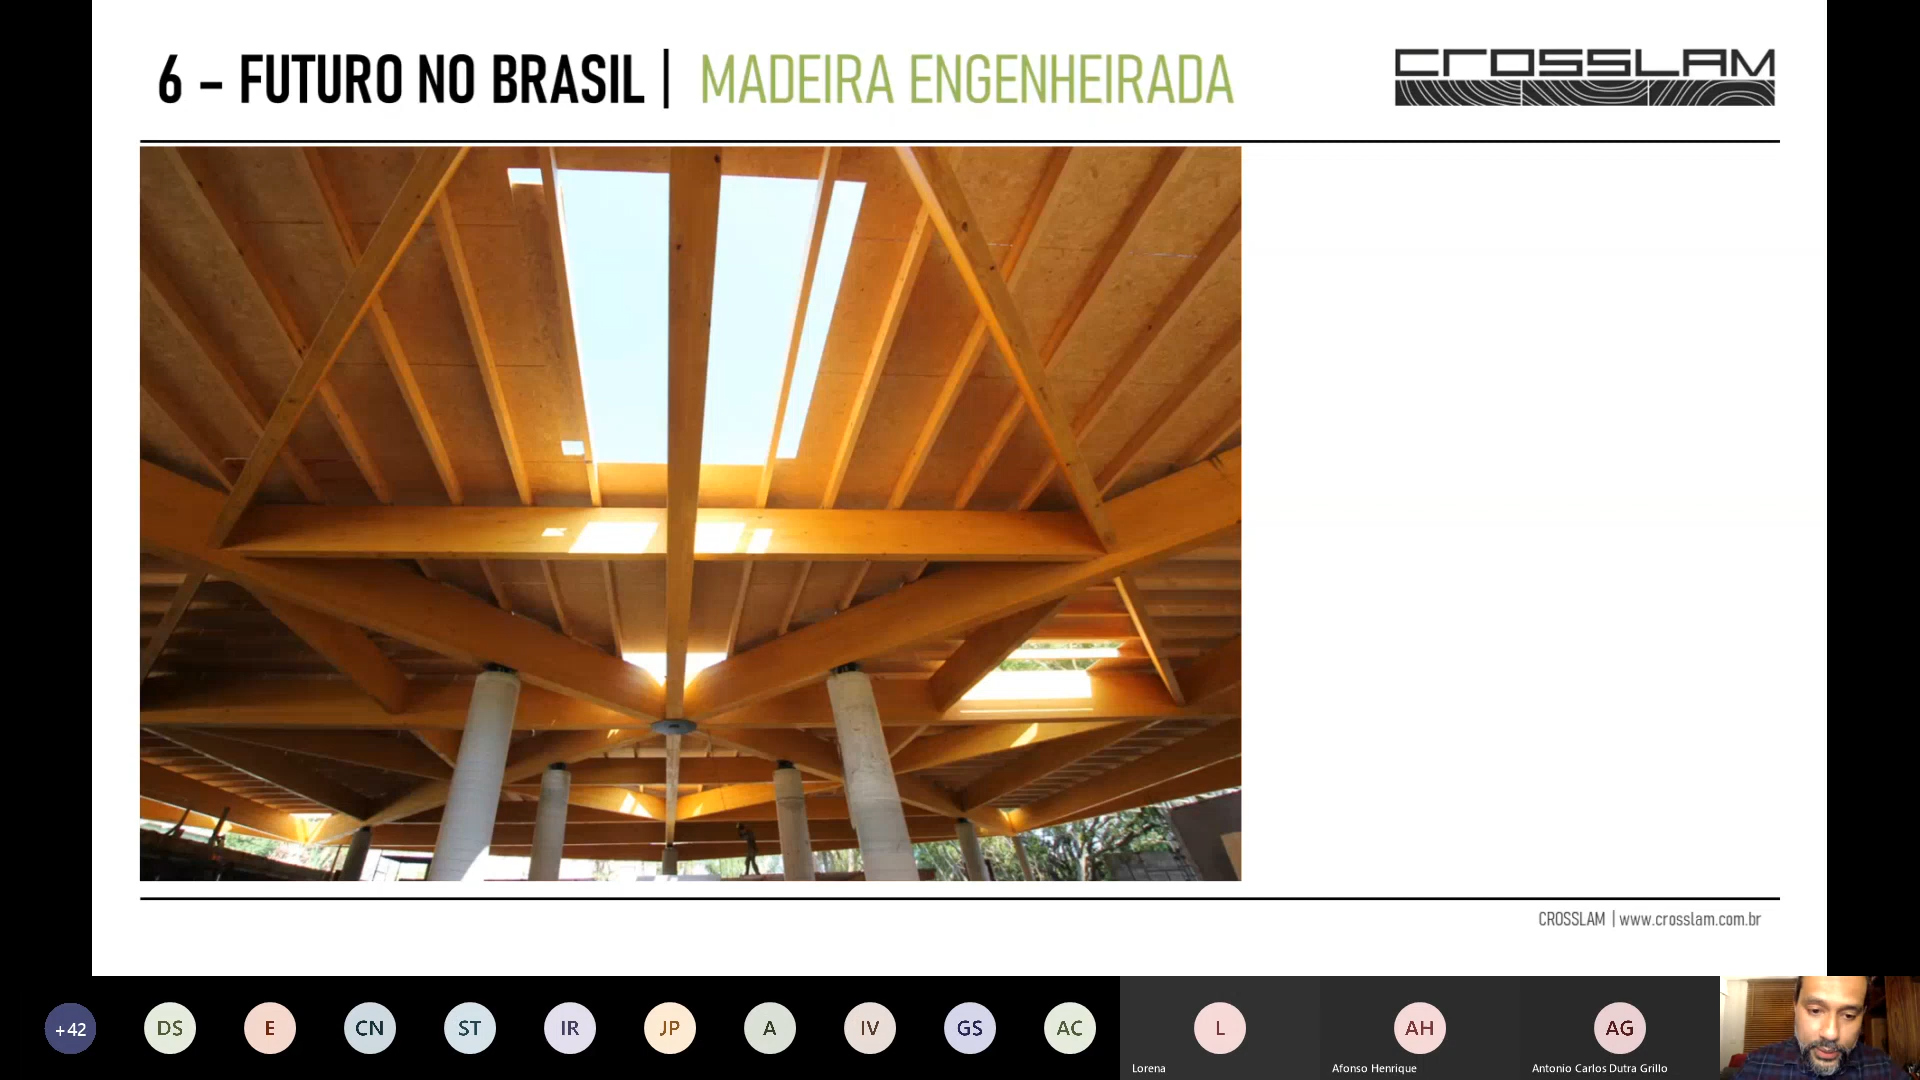 6 – FUTURO NO BRASIL | MADEIRA ENGENHEIRADA
CROSSLAM
CROSSLAM | www.crosslam.com.br
+42
DS
E
CN
ST
IR
JP
A
IV
GS
AC
L
AH
AG
Lorena
Afonso Henrique
Antonio Carlos Dutra Grillo